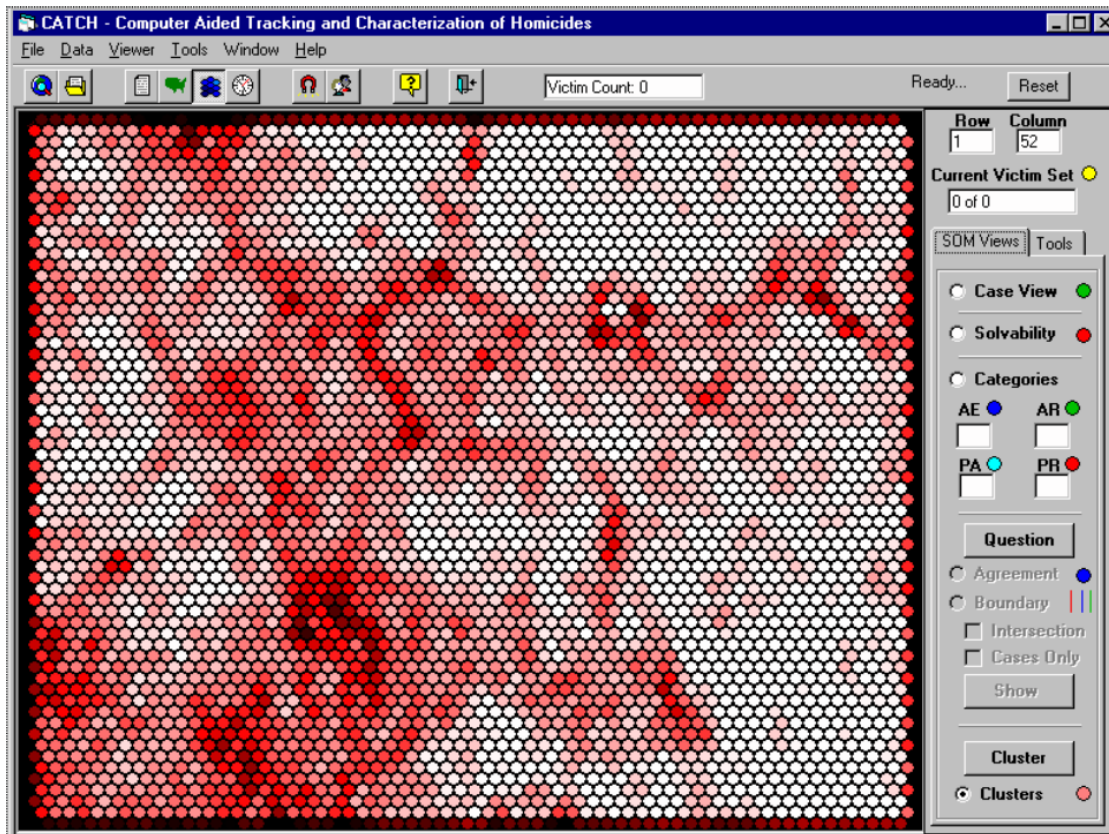 CATCH - Computer Aided Tracking and Characterization of Homicides
File Data Viewer Tools Window Help
Victim Count: 0 Ready... Reset
Row Column
1 52
Current Victim Set
0 of 0
SOM Views Tools
Case View
Solvability
Categories
AE AR
PA PR
Question
Agreement
Boundary
Intersection
Cases Only
Show
Cluster
Clusters